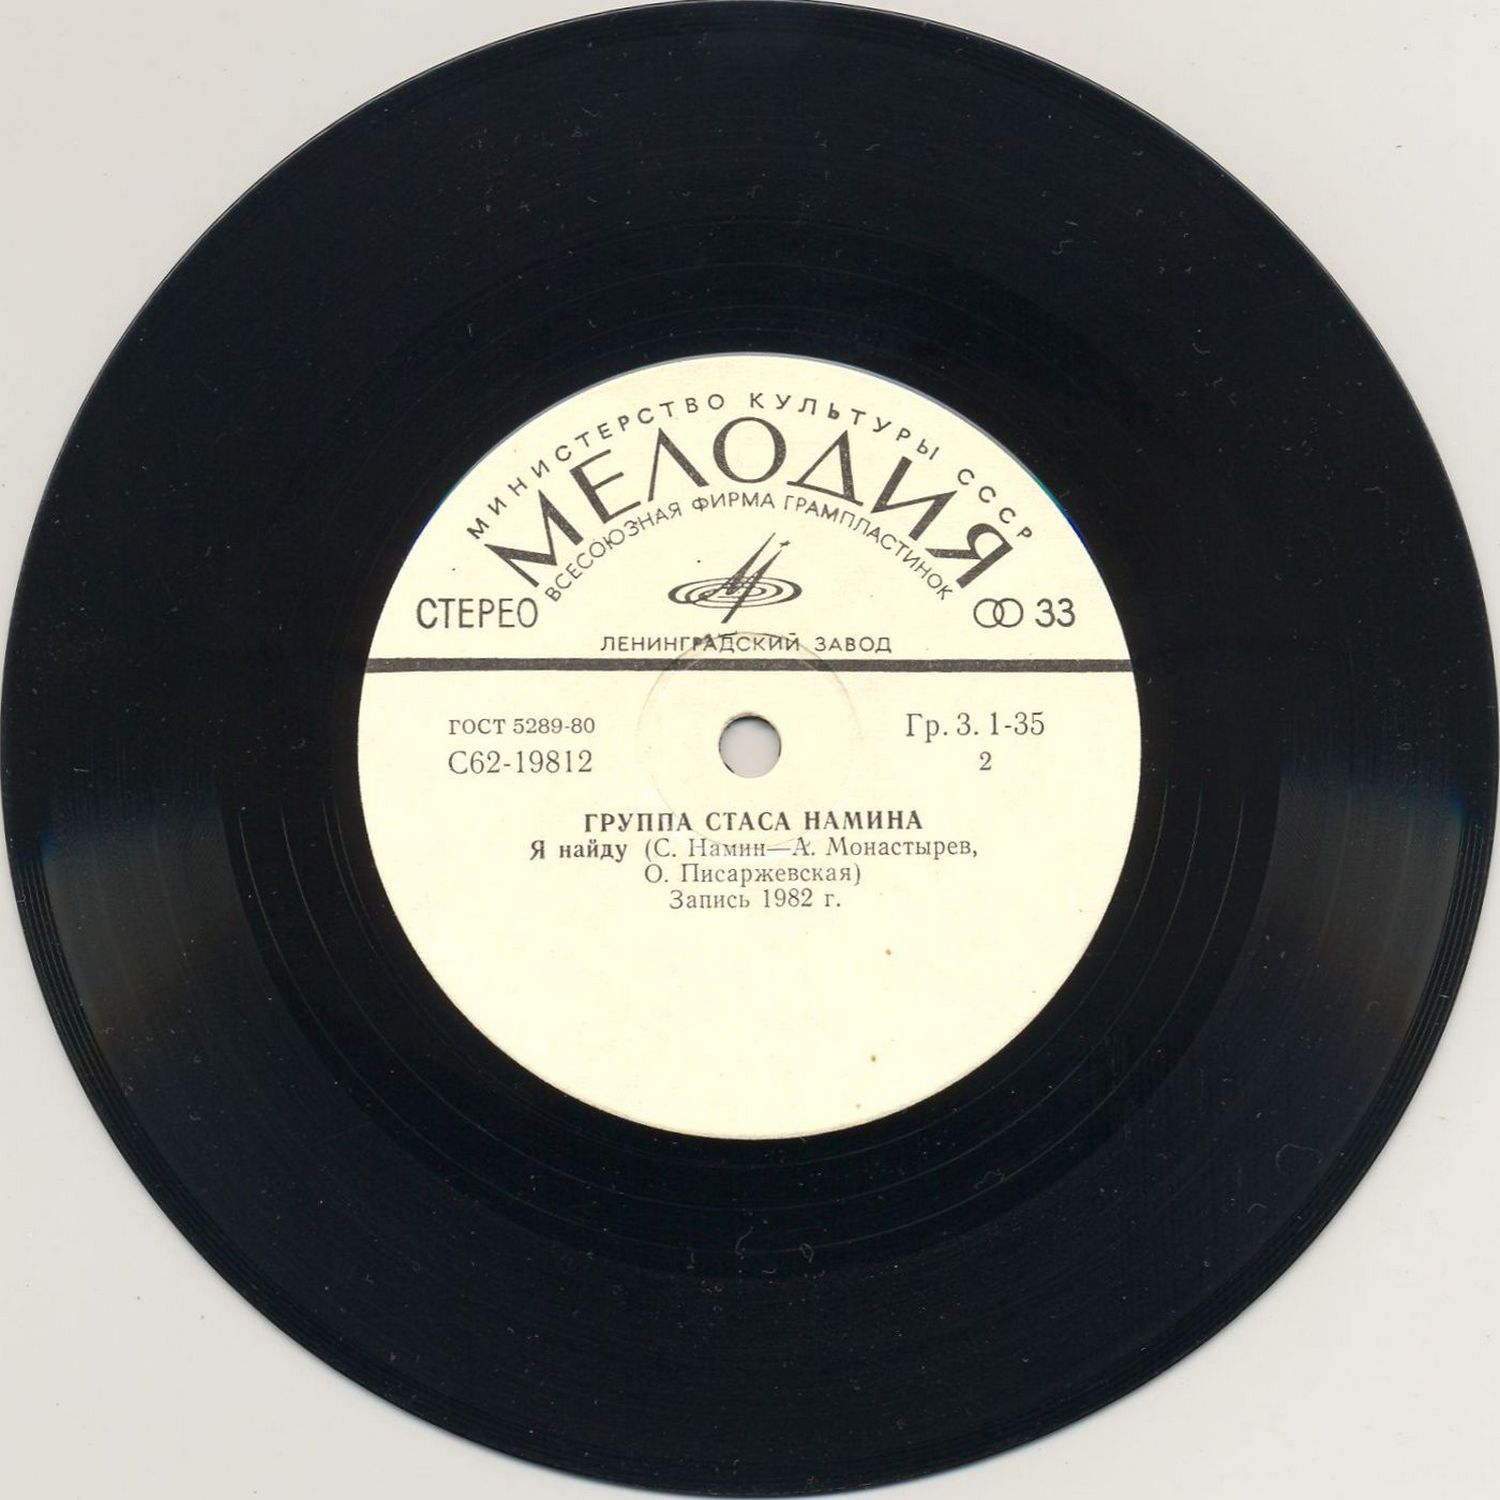 МИНИСТЕРСТВО КУЛЬТУРЫ СССР
МЕЛОДИЯ
ВСЕСОЮЗНАЯ ФИРМА ГРАМПЛАСТИНОК
СТЕРЕО
33
ЛЕНИНГРАДСКИЙ ЗАВОД
ГОСТ 5289-80
Гр. 3. 1-35
С62-19812
2
ГРУППА СТАСА НАМИНА
Я найду (С. Намин—А. Монастырев,
О. Писаржевская)
Запись 1982 г.